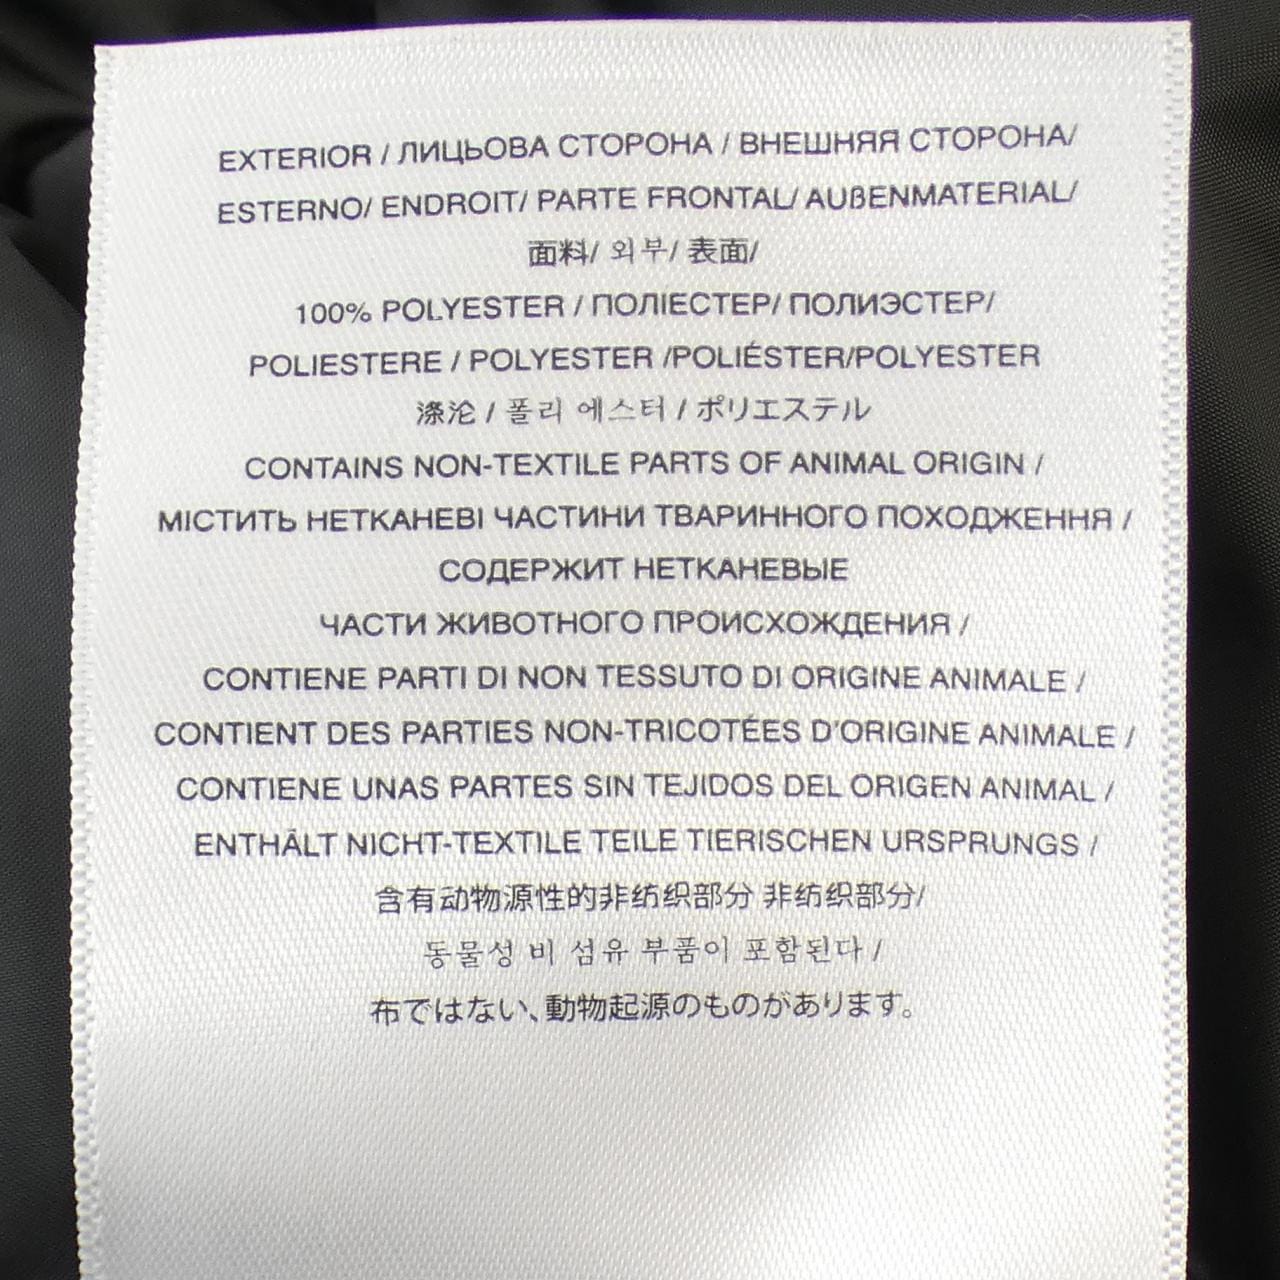 EXTERIOR / ЛИЦЬОВА СТОРОНА / ВНЕШНЯЯ СТОРОНА/
ESTERNO/ ENDROIT/ PARTE FRONTAL/ AUßENMATERIAL/
面料/ 외부/ 表面/
100% POLYESTER / ПОЛІЕСТЕР/ ПОЛИЭСТЕР/
POLIESTERE / POLYESTER /POLIÉSTER/POLYESTER
涤沦 / 폴리 에스터 / ポリエステル
CONTAINS NON-TEXTILE PARTS OF ANIMAL ORIGIN /
МІСТИТЬ НЕТКАНЕВІ ЧАСТИНИ ТВАРИННОГО ПОХОДЖЕННЯ /
СОДЕРЖИТ НЕТКАНЕВЫЕ
ЧАСТИ ЖИВОТНОГО ПРОИСХОЖДЕНИЯ /
CONTIENE PARTI DI NON TESSUTO DI ORIGINE ANIMALE /
CONTIENT DES PARTIES NON-TRICOTÉES D'ORIGINE ANIMALE /
CONTIENE UNAS PARTES SIN TEJIDOS DEL ORIGEN ANIMAL /
ENTHÄLT NICHT-TEXTILE TEILE TIERISCHEN URSPRUNGS /
含有动物源性的非纺织部分 非纺织部分/
동물성 비 섬유 부품이 포함된다 /
布ではない、動物起源のものがあります。